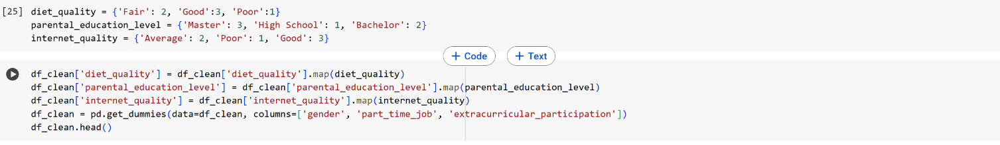 [25] diet_quality = {'Fair': 2, 'Good':3, 'Poor':1}
parental_education_level = {'Master': 3, 'High School': 1, 'Bachelor': 2}
internet_quality = {'Average': 2, 'Poor': 1, 'Good': 3}
+ Code + Text
df_clean['diet_quality'] = df_clean['diet_quality'].map(diet_quality)
df_clean['parental_education_level'] = df_clean['parental_education_level'].map(parental_education_level)
df_clean['internet_quality'] = df_clean['internet_quality'].map(internet_quality)
df_clean = pd.get_dummies(data=df_clean, columns=['gender', 'part_time_job', 'extracurricular_participation'])
df_clean.head()